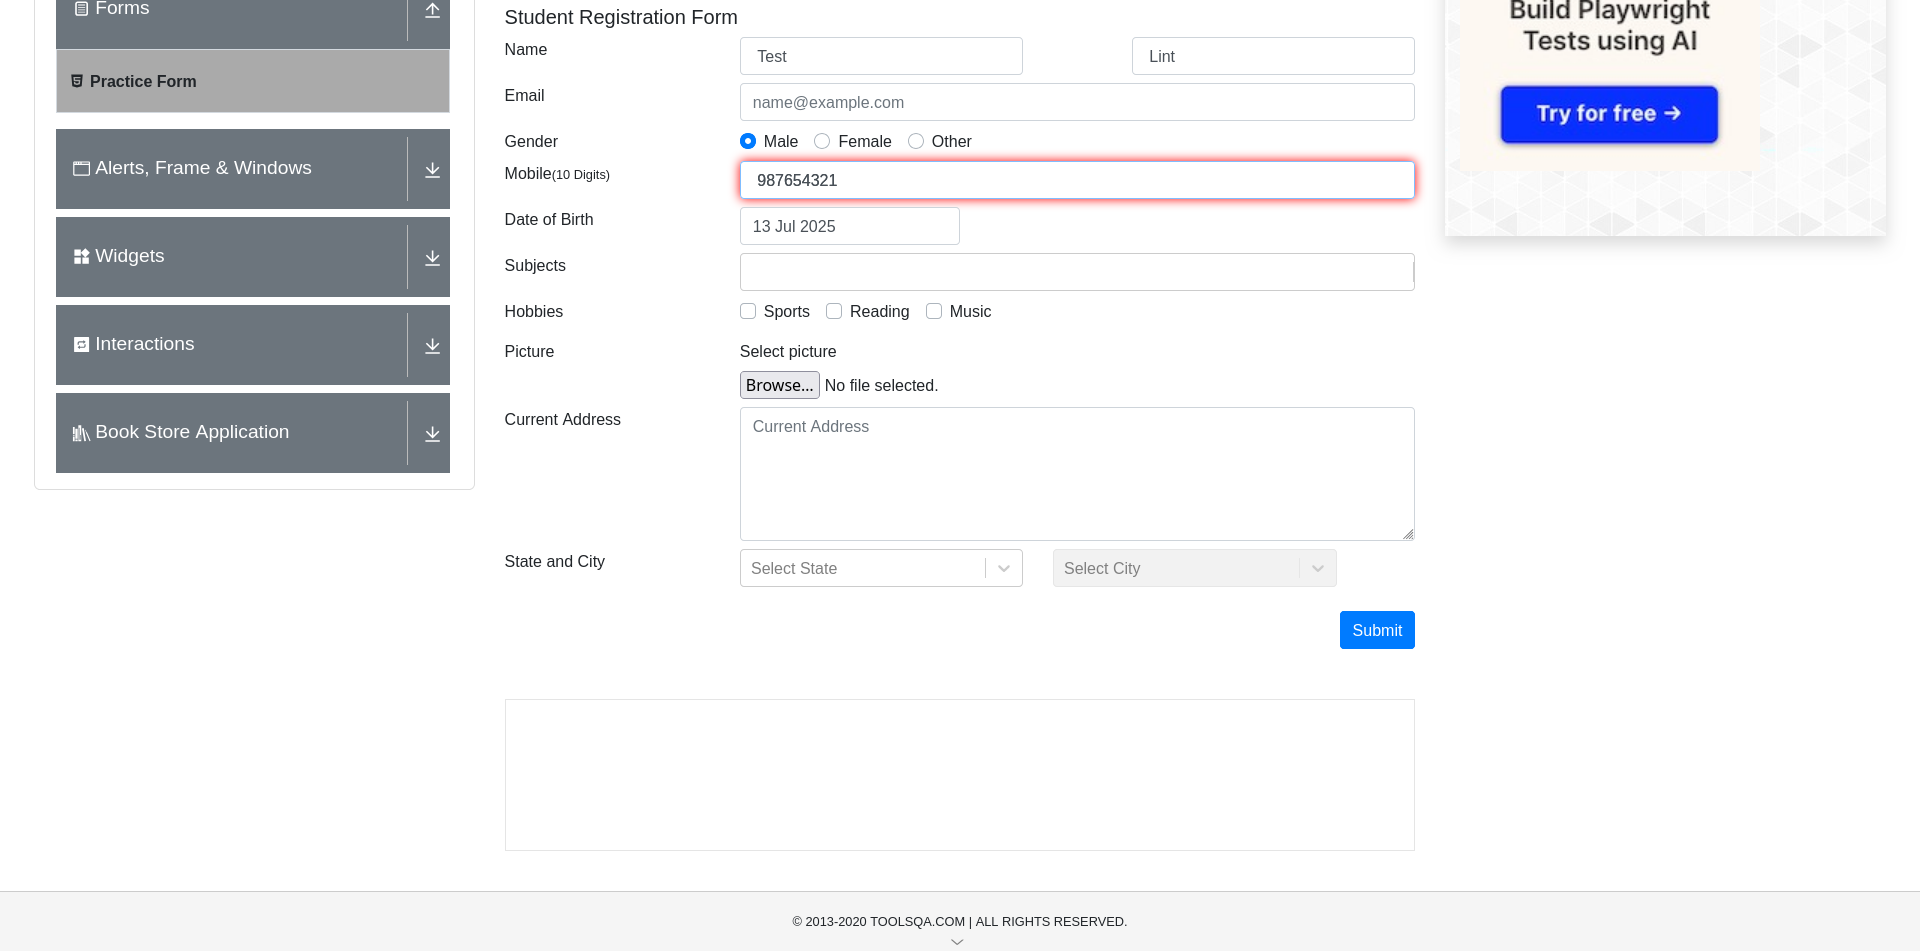 Forms
Practice Form
Alerts, Frame & Windows
Widgets
Interactions
Book Store Application
Student Registration Form
Name
Test
Lint
Email
name@example.com
Gender
Male
Female
Other
Mobile(10 Digits)
987654321
Date of Birth
13 Jul 2025
Subjects
Hobbies
Sports
Reading
Music
Picture
Select picture
Browse...
No file selected.
Current Address
Current Address
State and City
Select State
Select City
Submit
Build Playwright
Tests using AI
Try for free →
© 2013-2020 TOOLSQA.COM | ALL RIGHTS RESERVED.